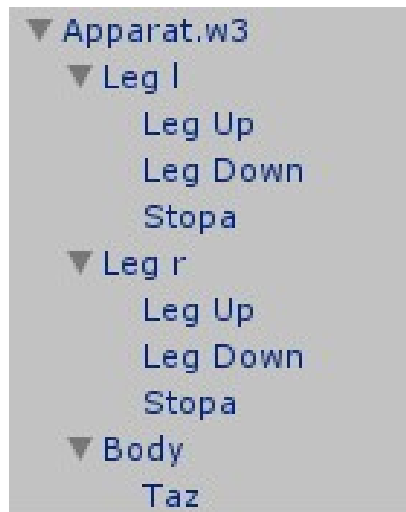 Apparat.w3
Leg l
Leg Up
Leg Down
Stopa
Leg r
Leg Up
Leg Down
Stopa
Body
Taz